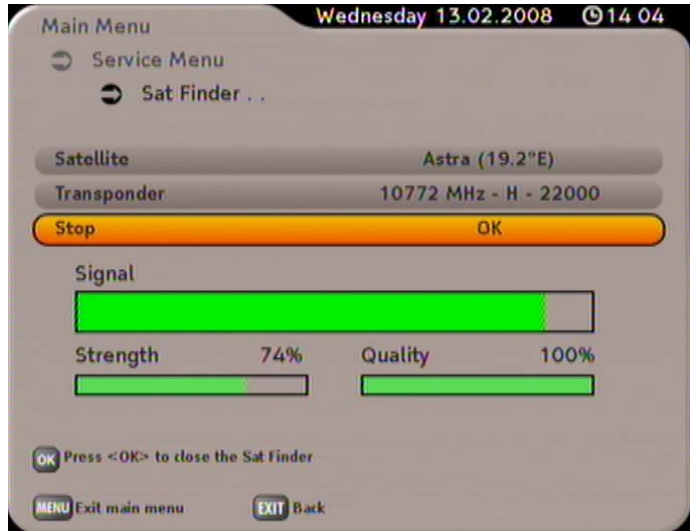 Main Menu
Wednesday 13.02.2008 14 04
Service Menu
Sat Finder . .
Satellite Astra (19.2°E)
Transponder 10772 MHz - H - 22000
Stop OK
Signal
Strength 74% Quality 100%
OK Press <OK> to close the Sat Finder
MENU Exit main menu EXIT Back